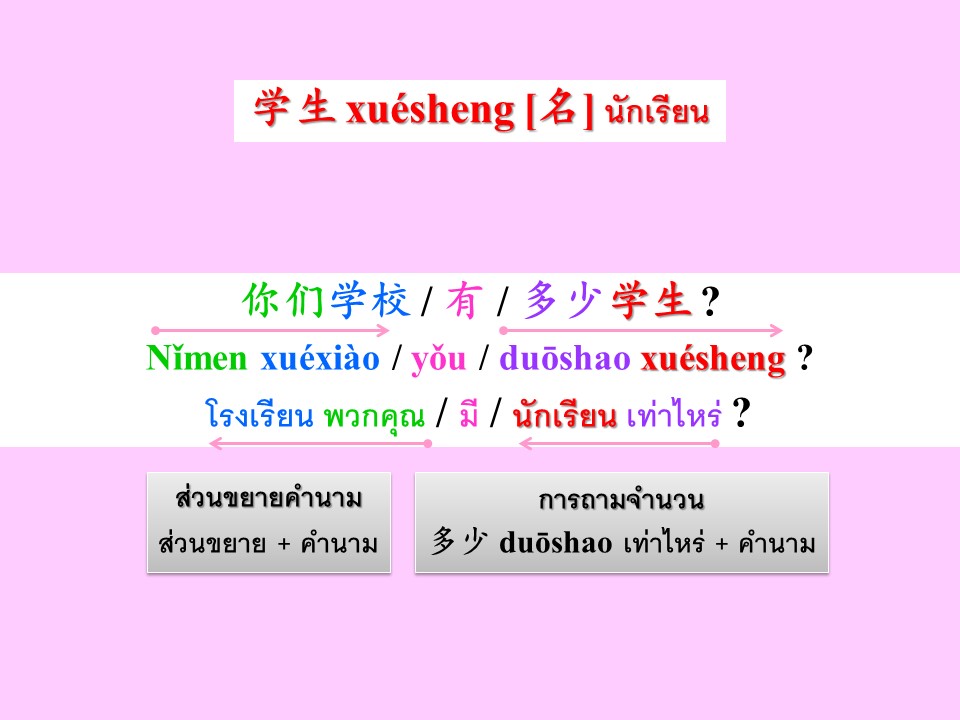 学生 xuésheng [名] นักเรียน
你们学校 / 有 / 多少学生 ?
Nǐmen xuéxiào / yǒu / duōshao xuésheng ?
โรงเรียน พวกคุณ / มี / นักเรียน เท่าไหร่ ?
ส่วนขยายคำนาม
ส่วนขยาย + คำนาม
การถามจำนวน
多少 duōshao เท่าไหร่ + คำนาม